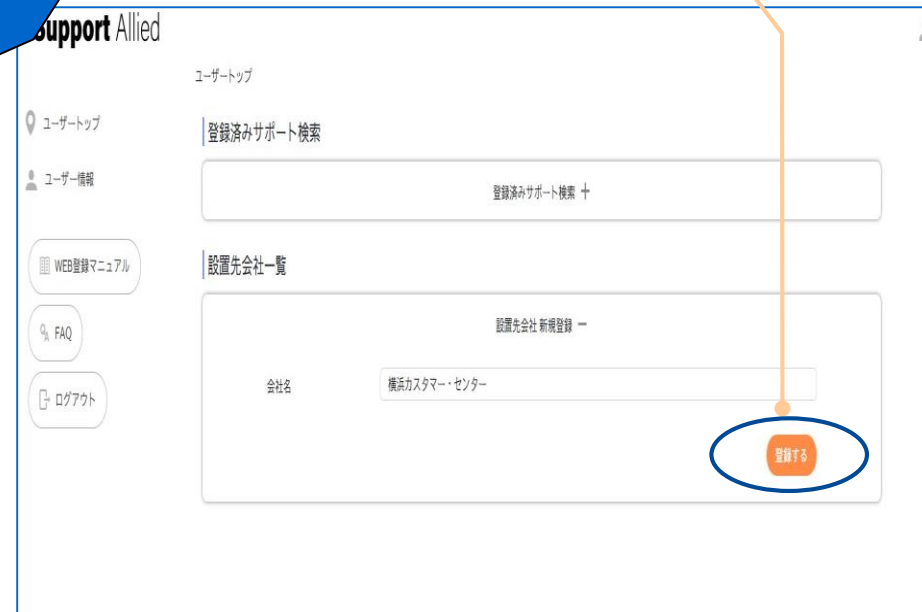 Support Allied
ユーザートップ
ユーザートップ
ユーザー情報
WEB登録マニュアル
FAQ
ログアウト
登録済みサポート検索
登録済みサポート検索 +
設置先会社一覧
設置先会社 新規登録 −
会社名
横浜カスタマー・センター
登録する